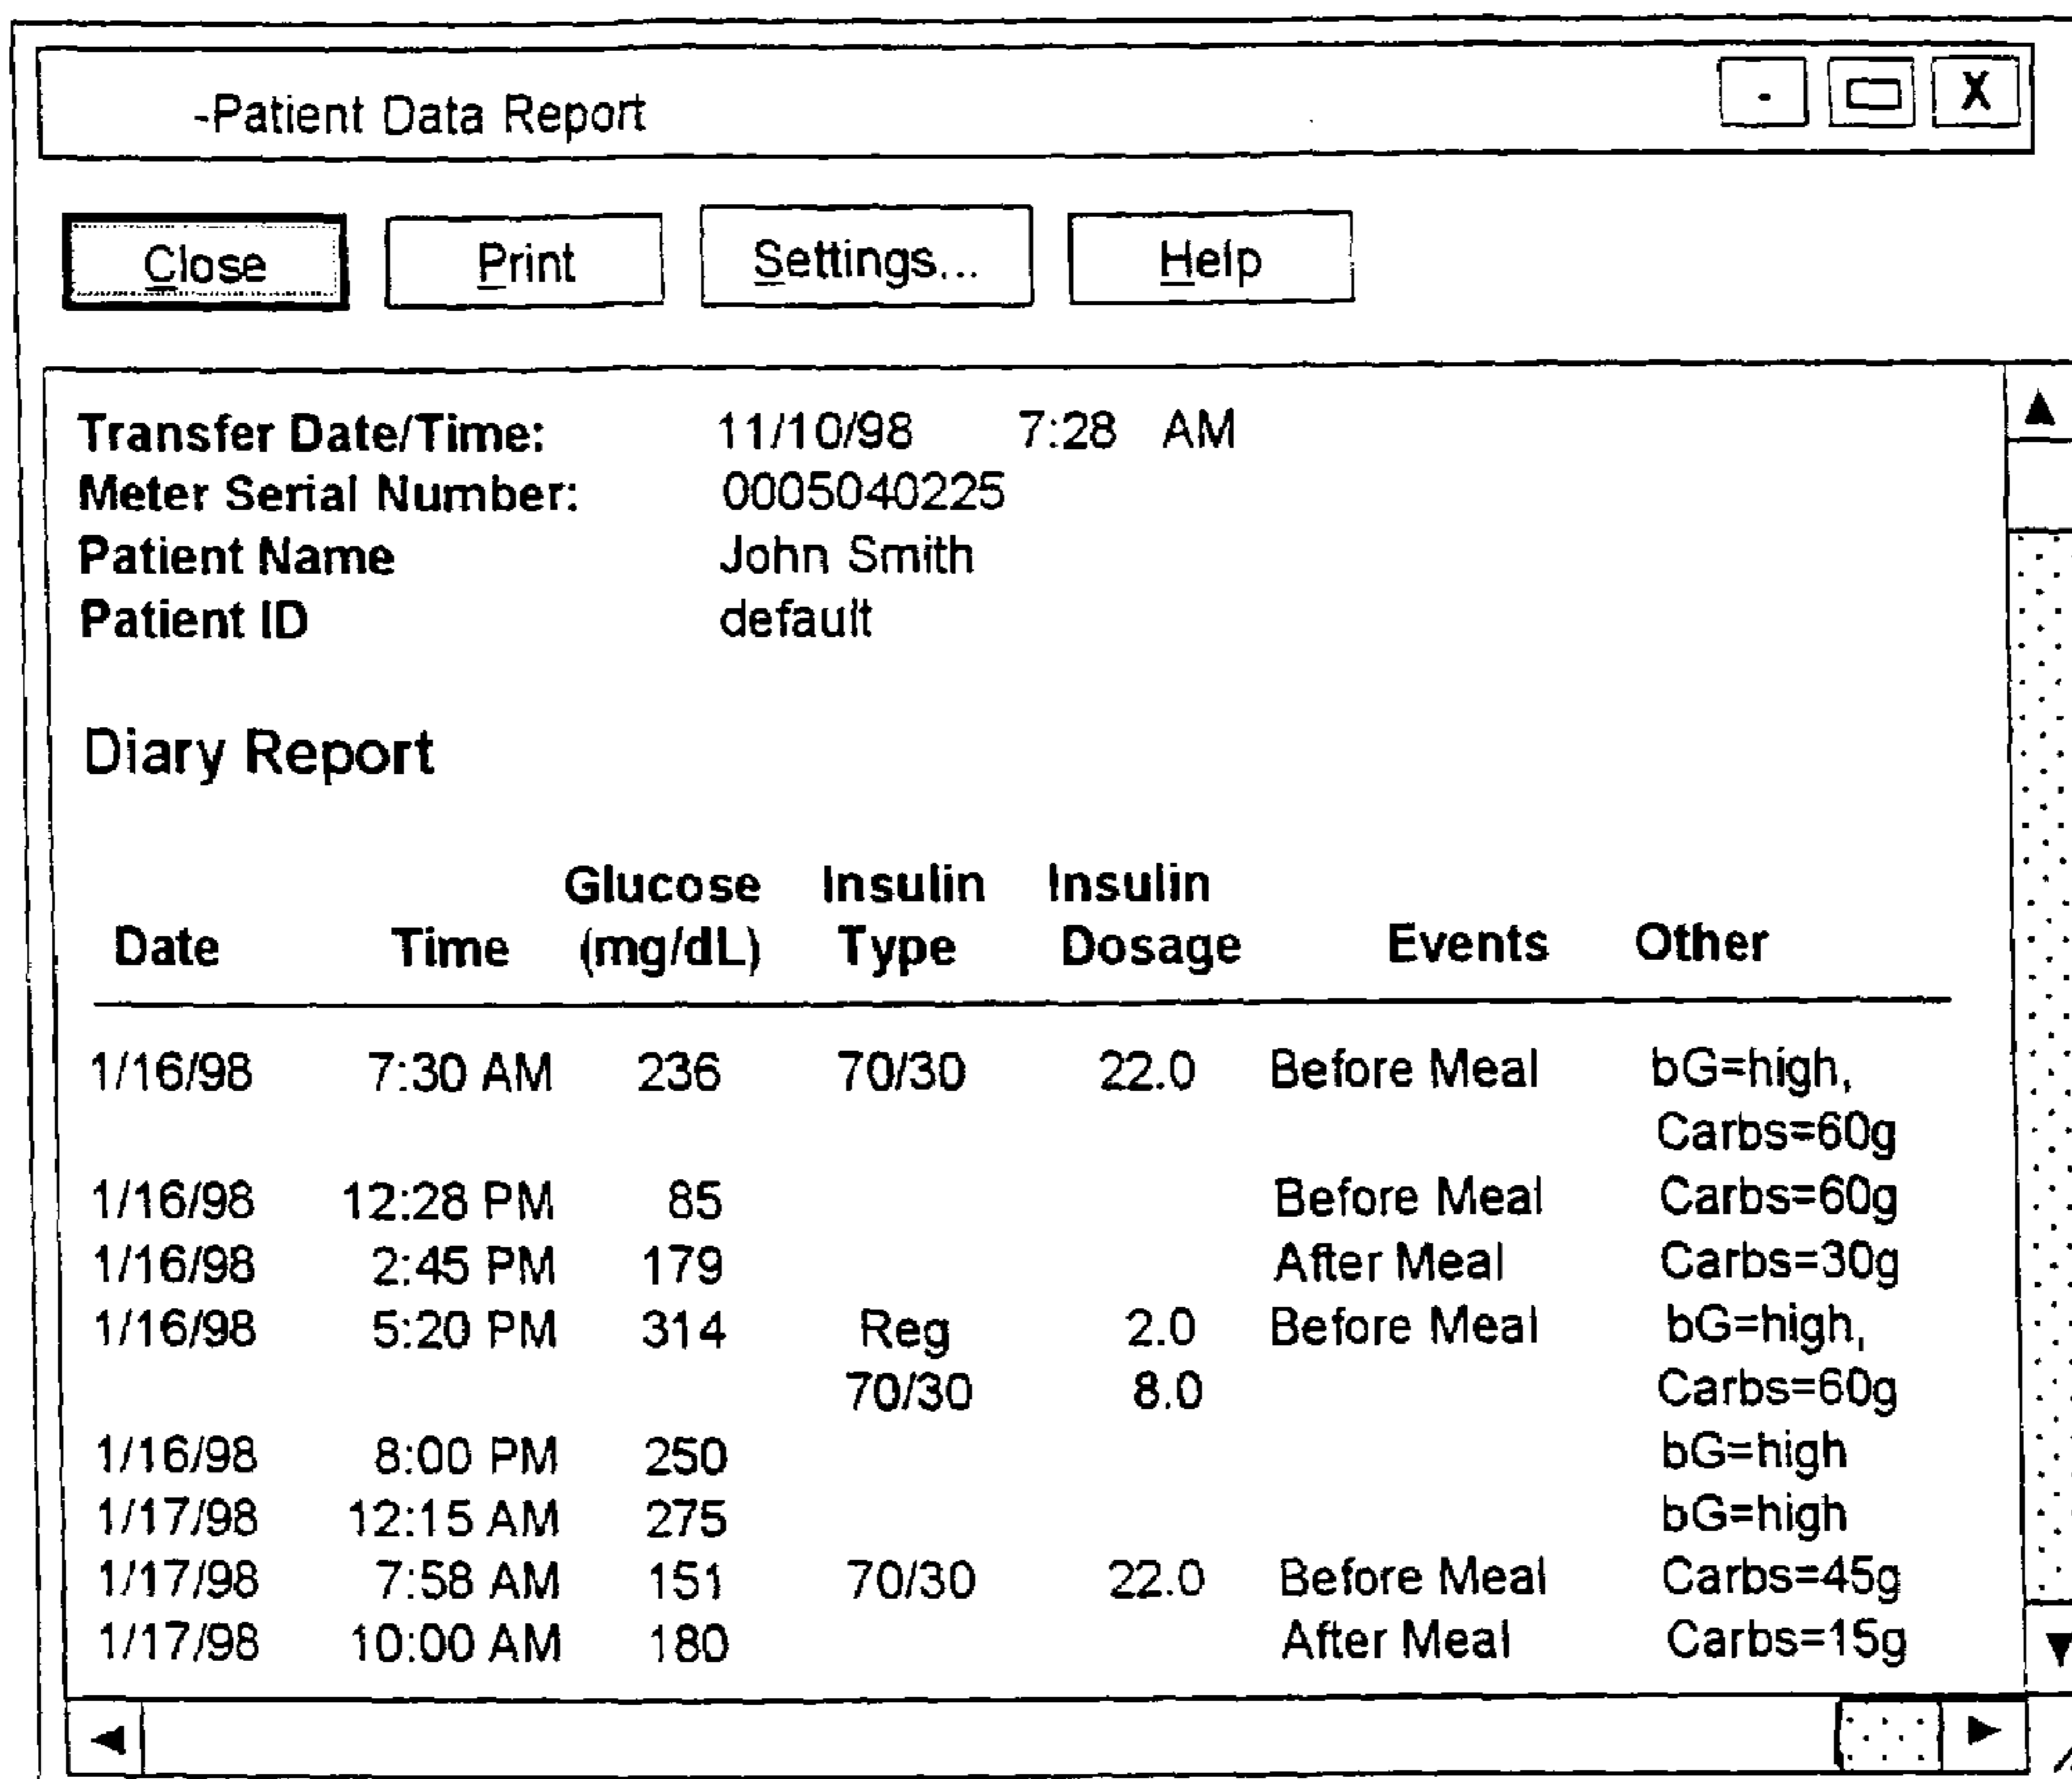 -Patient Data Report - X
Close Print Settings... Help
Transfer Date/Time: 11/10/98 7:28 AM
Meter Serial Number: 0005040225
Patient Name John Smith
Patient ID default
Diary Report
Glucose Insulin Insulin
Date Time (mg/dL) Type Dosage Events Other
1/16/98 7:30 AM 236 70/30 22.0 Before Meal bG=high,
Carbs=60g
1/16/98 12:28 PM 85 Before Meal Carbs=60g
1/16/98 2:45 PM 179 After Meal Carbs=30g
1/16/98 5:20 PM 314 Reg 2.0 Before Meal bG=high,
70/30 8.0 Carbs=60g
1/16/98 8:00 PM 250 bG=high
1/17/98 12:15 AM 275 bG=high
1/17/98 7:58 AM 151 70/30 22.0 Before Meal Carbs=45g
1/17/98 10:00 AM 180 After Meal Carbs=15g